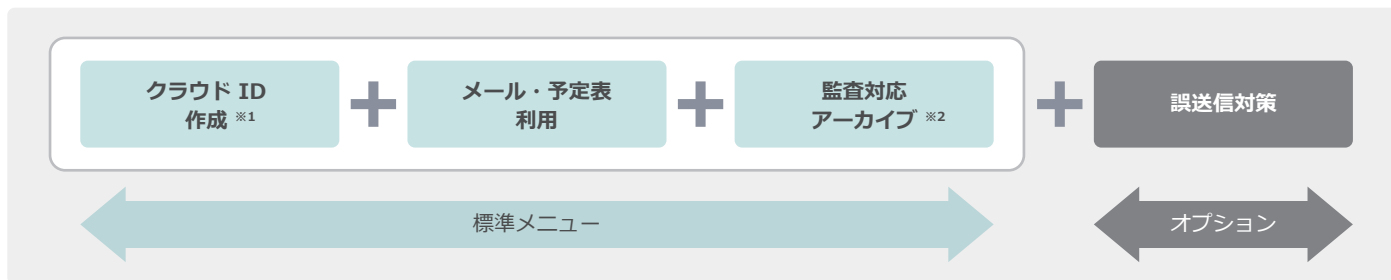 クラウド ID
作成 ※1
メール・予定表
利用
監査対応
アーカイブ ※2
誤送信対策
標準メニュー
オプション